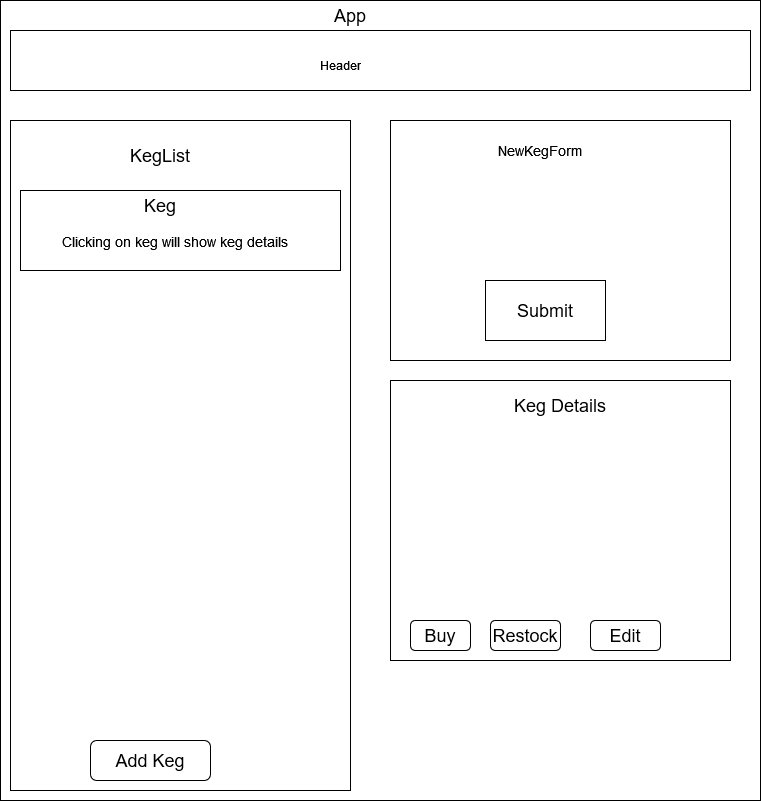 App
Header
KegList
Keg
Clicking on keg will show keg details
Add Keg
NewKegForm
Submit
Keg Details
Buy
Restock
Edit